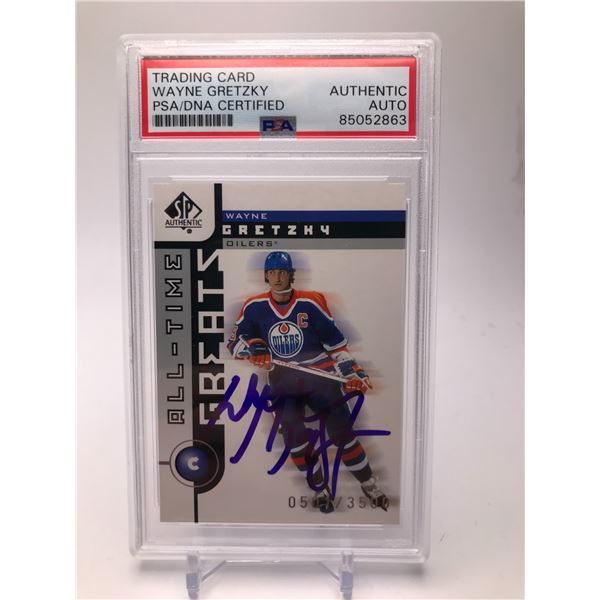 TRADING CARD
WAYNE GRETZKY
PSA/DNA CERTIFIED
AUTHENTIC
AUTO
85052863
PSA
SP
AUTHENTIC
WAYNE
GRETZKY
OILERS
ALL-TIME
GREATS
C
C
OILERS
/3500